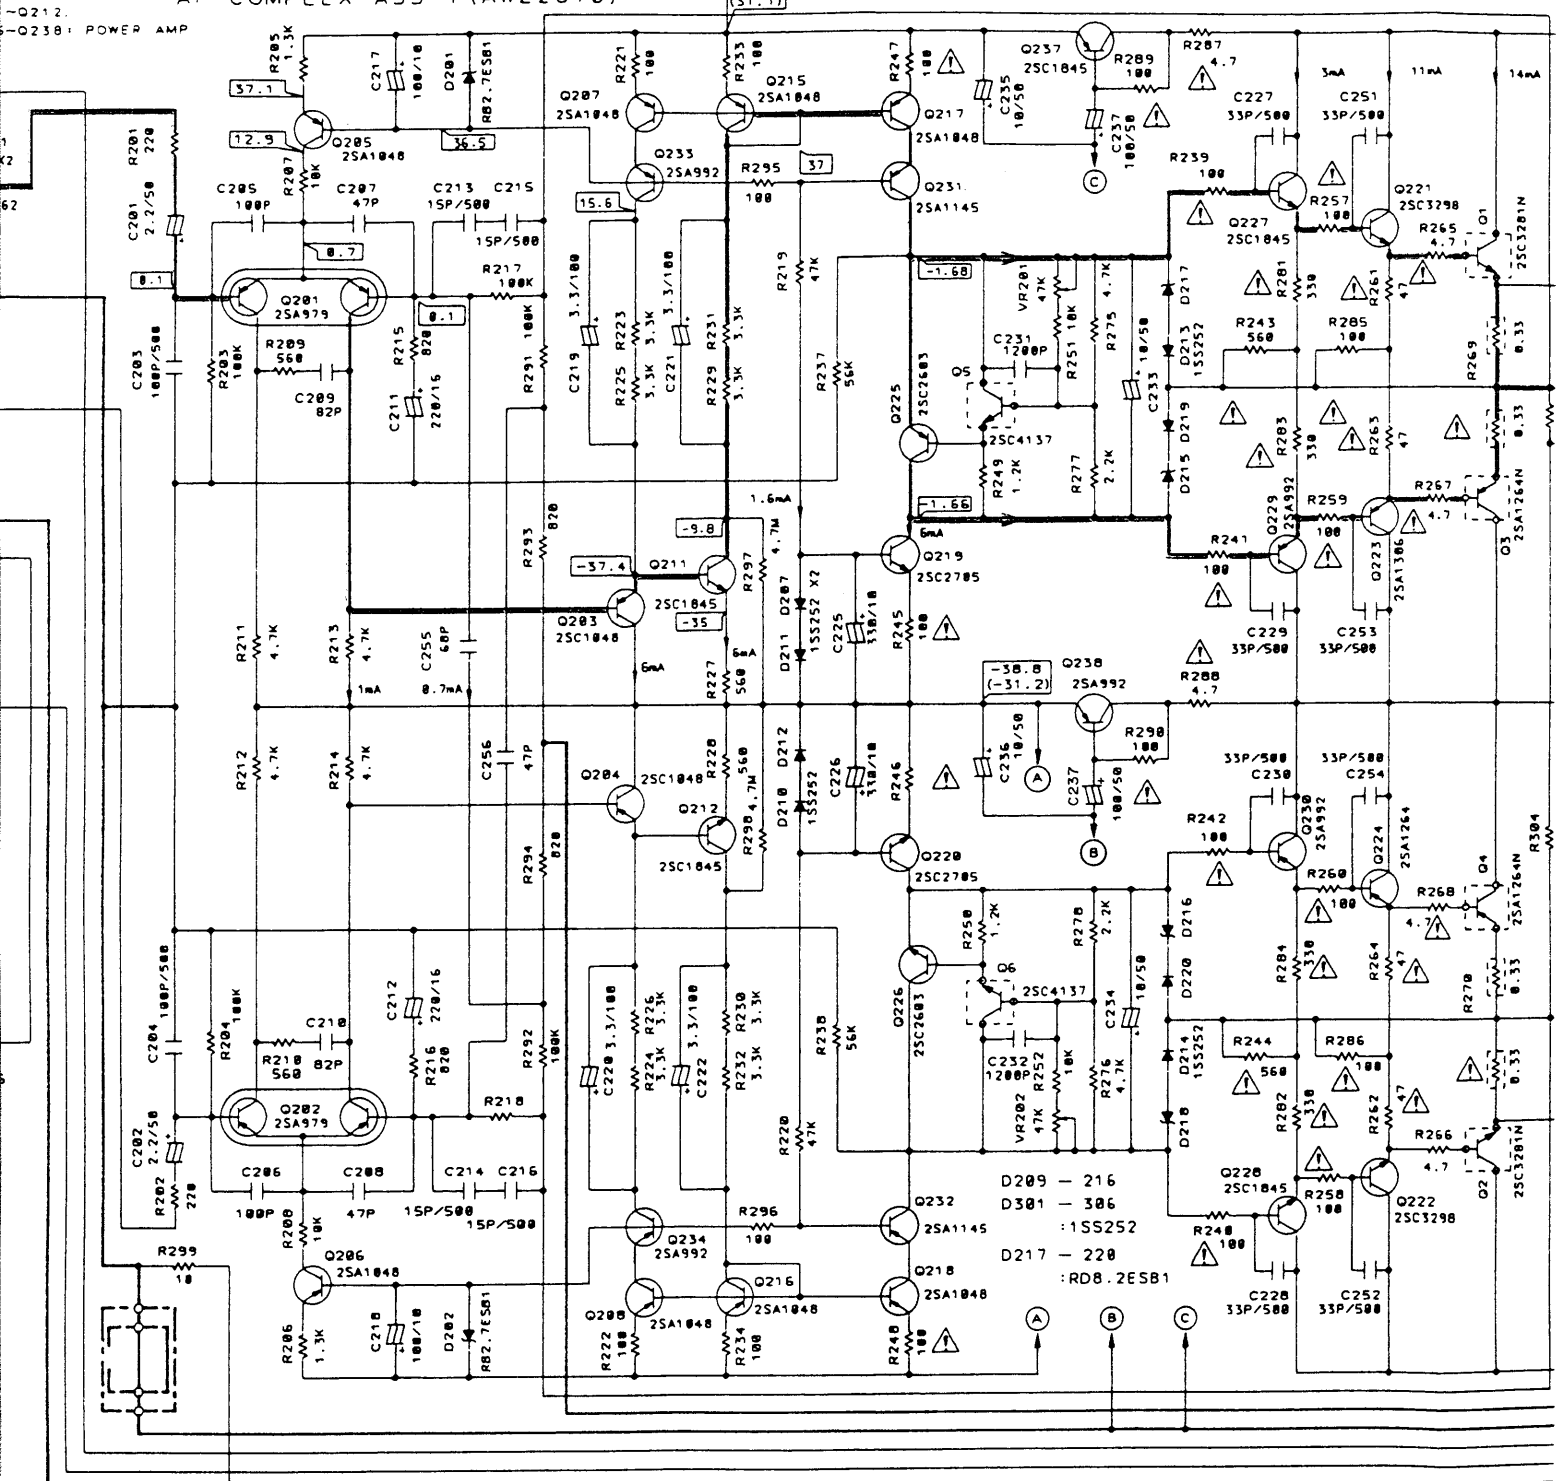 ~Q212.
~Q238: POWER AMP
AF COMPLEX ASS'Y
(31.1)
R205
1.3K
C217
100/10
D201
RB2.7ESB1
R221
100
R233
100
R247
100
Q237
2SC1845
R289
100
R287
4.7
3mA
11mA
14mA
37.1
Q207
2SA1048
Q215
2SA1048
C235
10/50
C237
100/50
C227
33P/500
C251
33P/500
Q217
2SA1048
12.9
Q205
2SA1048
36.5
R201
220
R207
10K
Q233
2SA992
R295
100
37
Q231
2SA1145
C
R239
100
Q227
2SC1845
R257
100
Q221
2SC3298
Q1
2SC3281N
C201
2.2/50
C205
100P
C207
47P
C213
15P/500
C215
15P/500
15.6
R265
4.7
0.7
0.1
R217
100K
R219
47K
-1.68
VR201
47K
R275
4.7K
D217
R281
330
R261
47
Q201
2SA979
0.1
C219
3.3/100
R223
3.3K
C221
3.3/100
R231
3.3K
C203
100P/500
R203
100K
R209
560
C209
82P
R215
820
C211
220/16
R291
100K
R225
3.3K
R229
3.3K
R237
56K
Q225
2SC2603
Q5
C231
1200P
R251
10K
10/50
C233
D213
1SS252
R243
560
R285
100
R269
0.33
2SC4137
D219
D215
R283
330
R263
47
0.33
R249
1.2K
R277
2.2K
R267
4.7
Q3
2SA1264N
1.6mA
-1.66
6mA
R293
820
-9.8
-37.4
Q211
2SC1845
R297
4.7M
D207
1SS252 X2
D211
Q219
2SC2705
R241
100
Q229
2SA992
R259
100
Q223
2SA1306
Q203
2SC1048
-35
C225
330/10
R245
100
C229
33P/500
C253
33P/500
R211
4.7K
R213
4.7K
C255
68P
1mA
0.7mA
6mA
6mA
R227
560
-38.8
(-31.2)
Q238
2SA992
R288
4.7
R212
4.7K
R214
4.7K
C256
47P
Q204
2SC1048
R228
560
D212
D210
1SS252
C226
330/10
R246
C236
10/50
A
C237
100/50
R290
100
33P/500
C230
33P/500
C254
Q212
2SC1845
R298
4.7M
R294
820
B
Q220
2SC2705
R242
100
Q230
2SA992
Q224
2SA1264
R260
100
R268
4.7
Q4
2SA1264N
R304
R250
1.2K
R278
2.2K
D216
C204
100P/500
R204
100K
C212
220/16
R226
3.3K
R230
3.3K
Q226
2SC2603
Q6
2SC4137
10/50
C234
D220
R284
330
R264
47
R270
0.33
R210
560
C210
82P
R216
820
R292
100K
C220
3.3/100
R224
3.3K
C222
3.3/100
R232
3.3K
R238
56K
C232
1200P
R252
10K
R276
4.7K
D214
1SS252
R244
560
R286
100
0.33
C202
2.2/50
Q202
2SA979
R218
R220
47K
VR202
47K
D218
R282
330
R262
47
R266
4.7
Q2
2SC3281N
R202
220
C206
100P
C208
47P
C214
15P/500
C216
15P/500
D209 - 216
D301 - 306
:1SS252
D217 - 220
:RD8.2ESB1
Q228
2SC1845
R258
100
Q222
2SC3298
R208
10K
Q234
2SA992
R296
100
Q232
2SA1145
R240
100
R299
10
Q206
2SA1048
Q208
2SA1048
Q216
2SA1048
Q218
2SA1048
C228
33P/500
C252
33P/500
R206
1.3K
C218
100/10
D202
RB2.7ESB1
R222
100
R234
100
R248
100
A
B
C